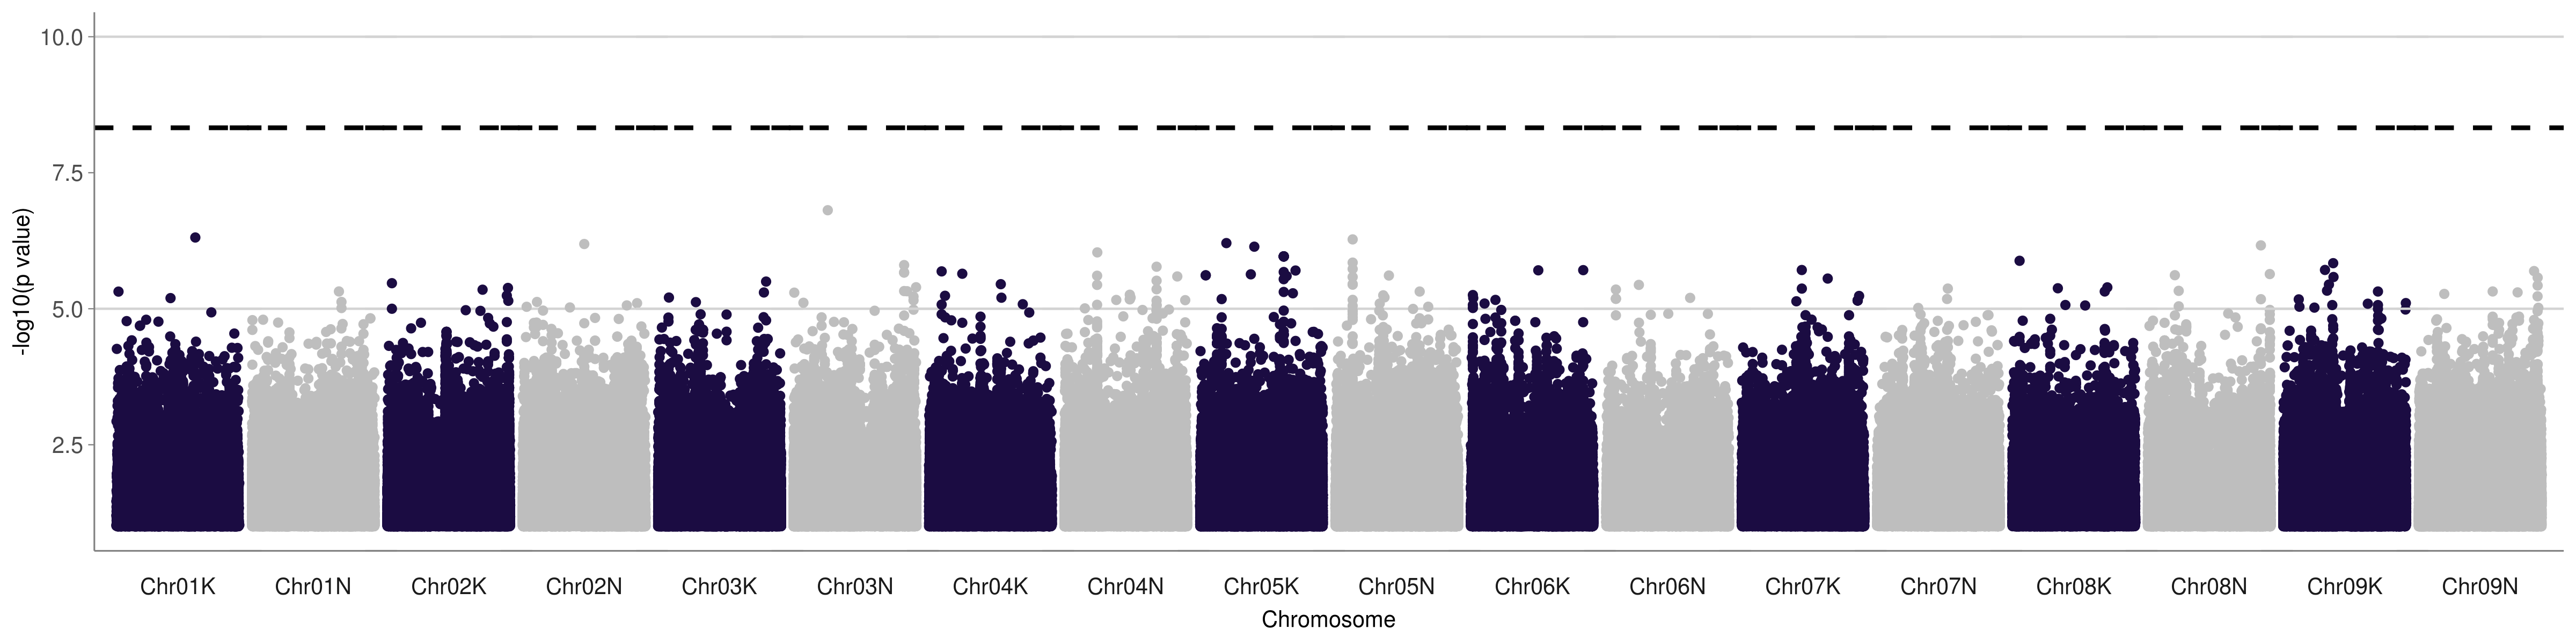 10.0
7.5
5.0
2.5
-log10(p value)
Chr01K Chr01N Chr02K Chr02N Chr03K Chr03N Chr04K Chr04N Chr05K Chr05N Chr06K Chr06N Chr07K Chr07N Chr08K Chr08N Chr09K Chr09N
Chromosome